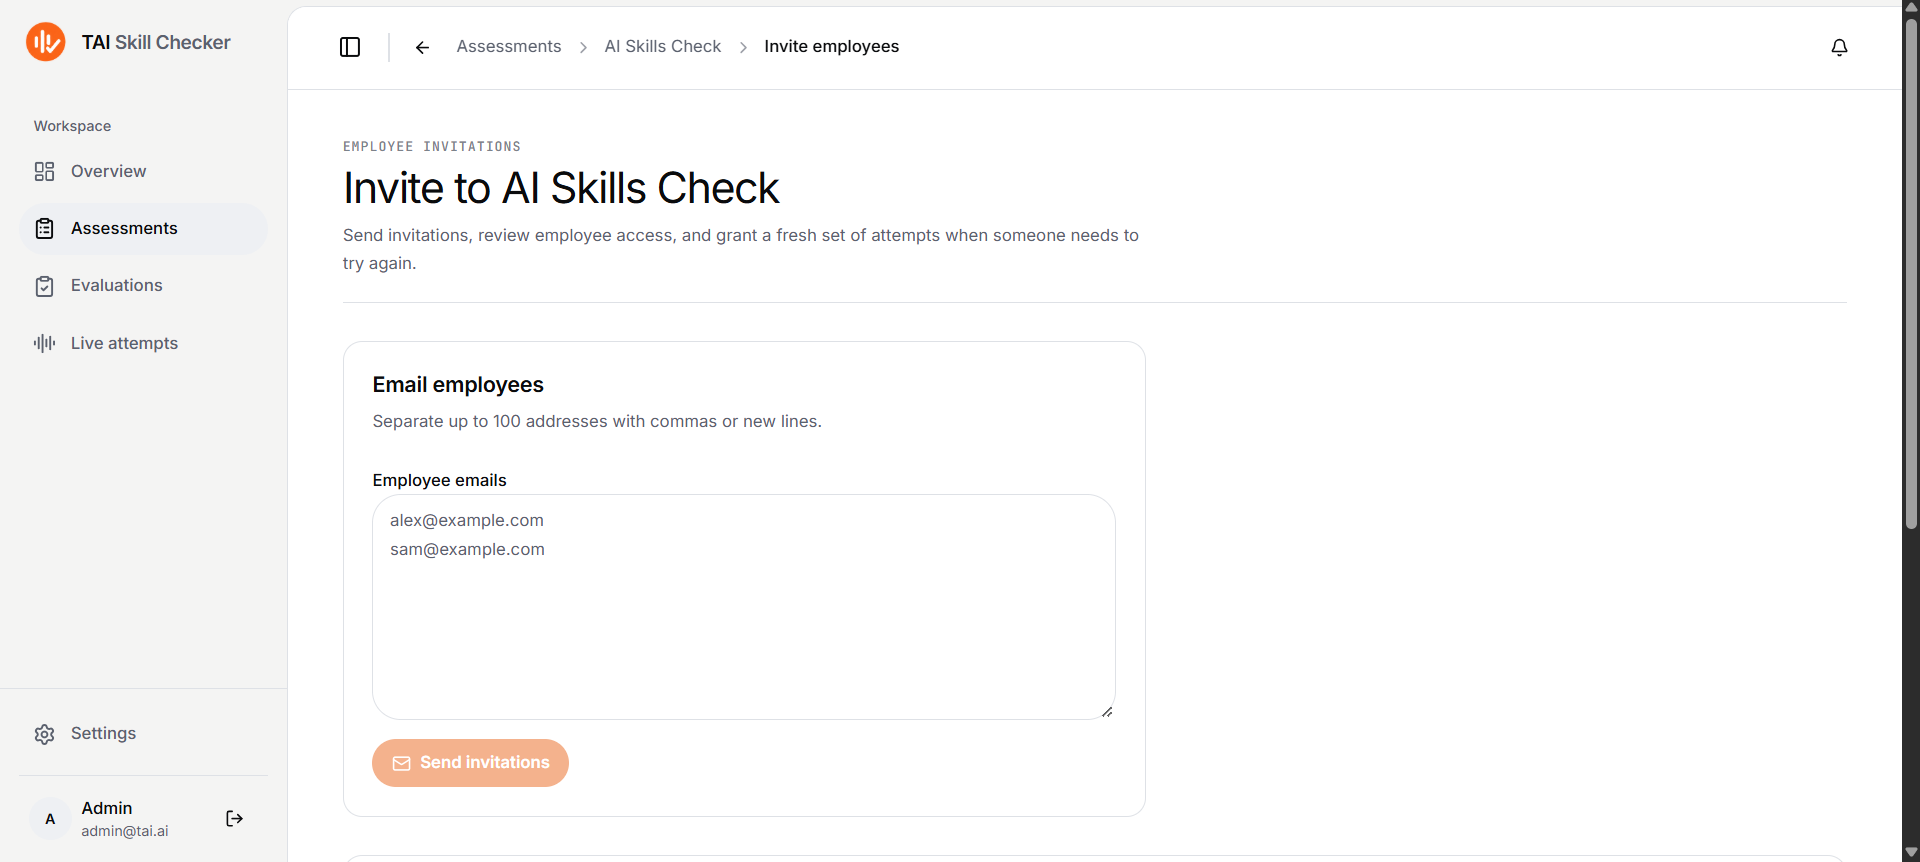 TAI Skill Checker
Workspace
Overview
Assessments
Evaluations
Live attempts
Settings
A
Admin
admin@tai.ai
Assessments > AI Skills Check > Invite employees
EMPLOYEE INVITATIONS
Invite to AI Skills Check
Send invitations, review employee access, and grant a fresh set of attempts when someone needs to
try again.
Email employees
Separate up to 100 addresses with commas or new lines.
Employee emails
alex@example.com
sam@example.com
Send invitations